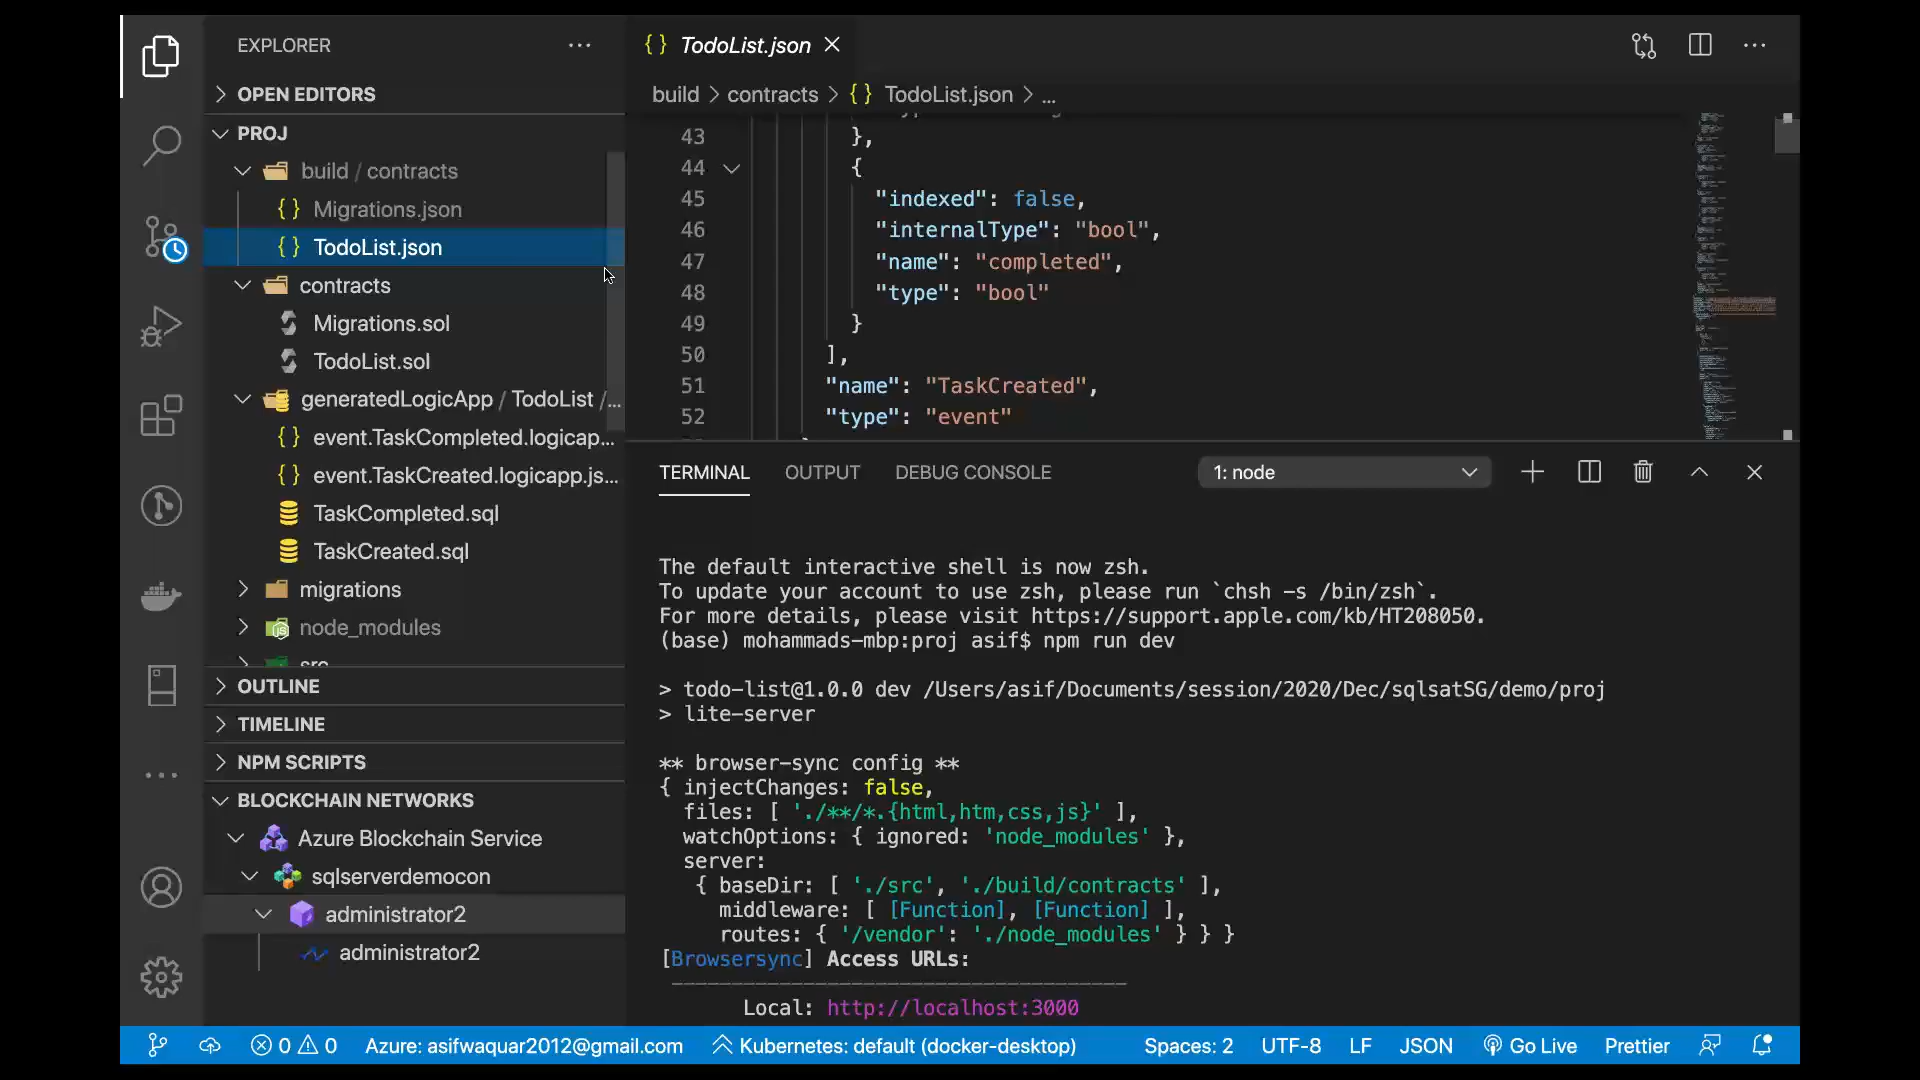 EXPLORER
OPEN EDITORS
PROJ
build / contracts
{ } Migrations.json
{ } TodoList.json
contracts
Migrations.sol
TodoList.sol
generatedLogicApp / TodoList /...
{ } event.TaskCompleted.logicap...
{ } event.TaskCreated.logicapp.js...
TaskCompleted.sql
TaskCreated.sql
migrations
node_modules
src
OUTLINE
TIMELINE
NPM SCRIPTS
BLOCKCHAIN NETWORKS
Azure Blockchain Service
sqlserverdemocon
administrator2
administrator2
{ } TodoList.json
build > contracts > { } TodoList.json > ...
43 },
44 {
45 "indexed": false,
46 "internalType": "bool",
47 "name": "completed",
48 "type": "bool"
49 }
50 ],
51 "name": "TaskCreated",
52 "type": "event"
TERMINAL OUTPUT DEBUG CONSOLE 1: node
The default interactive shell is now zsh.
To update your account to use zsh, please run `chsh -s /bin/zsh`.
For more details, please visit https://support.apple.com/kb/HT208050.
(base) mohammads-mbp:proj asif$ npm run dev
> todo-list@1.0.0 dev /Users/asif/Documents/session/2020/Dec/sqlsatSG/demo/proj
> lite-server
** browser-sync config **
{ injectChanges: false,
files: [ './**/*.{html,htm,css,js}' ],
watchOptions: { ignored: 'node_modules' },
server:
{ baseDir: [ './src', './build/contracts' ],
middleware: [ [Function], [Function] ],
routes: { '/vendor': './node_modules' } } }
[Browsersync] Access URLs:
--------------------------------------
Local: http://localhost:3000
0 0 Azure: asifwaquar2012@gmail.com Kubernetes: default (docker-desktop) Spaces: 2 UTF-8 LF JSON Go Live Prettier